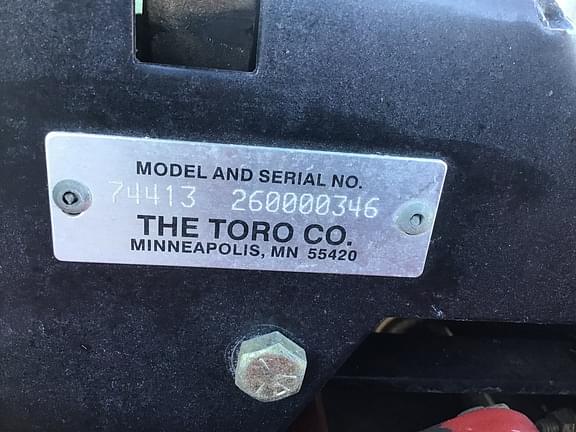 MODEL AND SERIAL NO.
74413 260000346
THE TORO CO.
MINNEAPOLIS, MN 55420